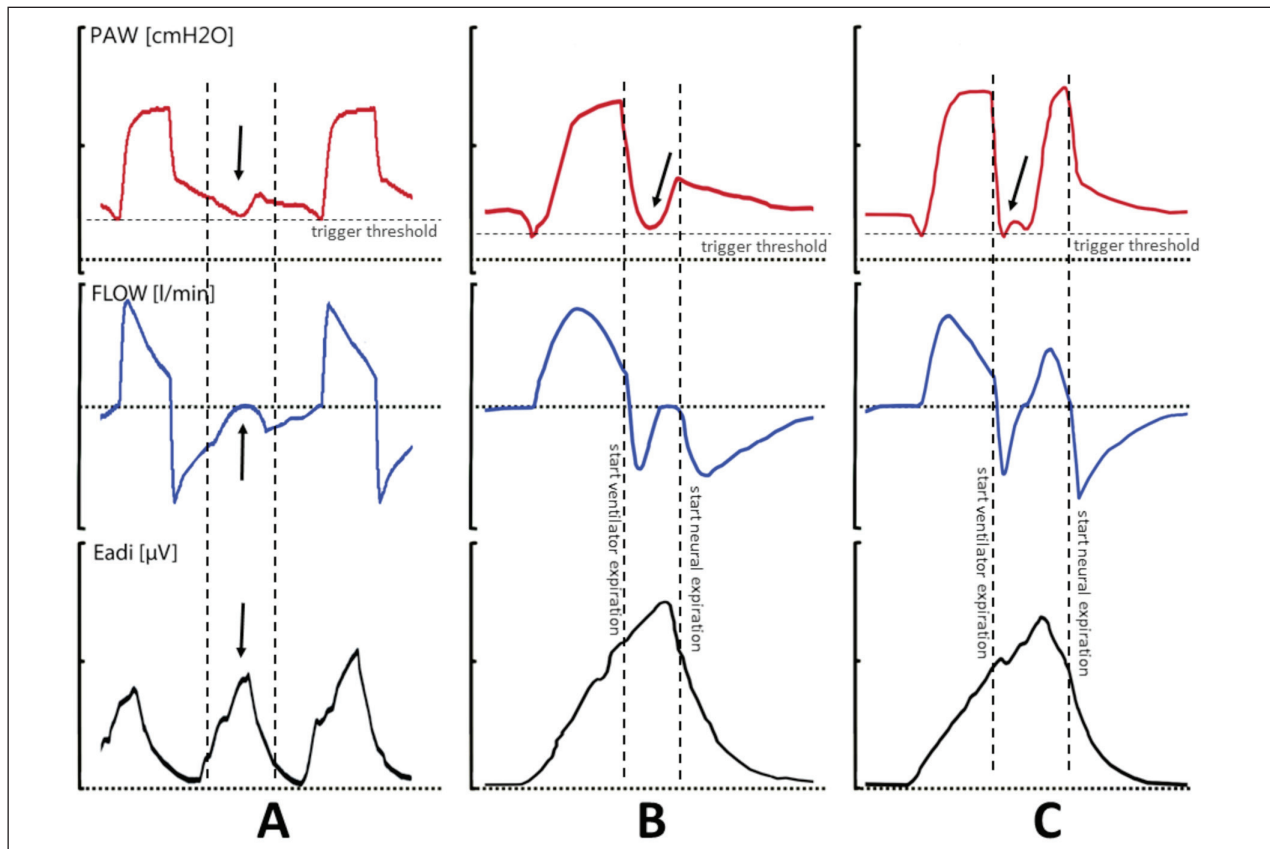 PAW [cmH2O]
trigger threshold
trigger threshold
trigger threshold
FLOW [l/min]
start ventilator expiration
start neural expiration
start ventilator expiration
start neural expiration
Eadi [µV]
A
B
C